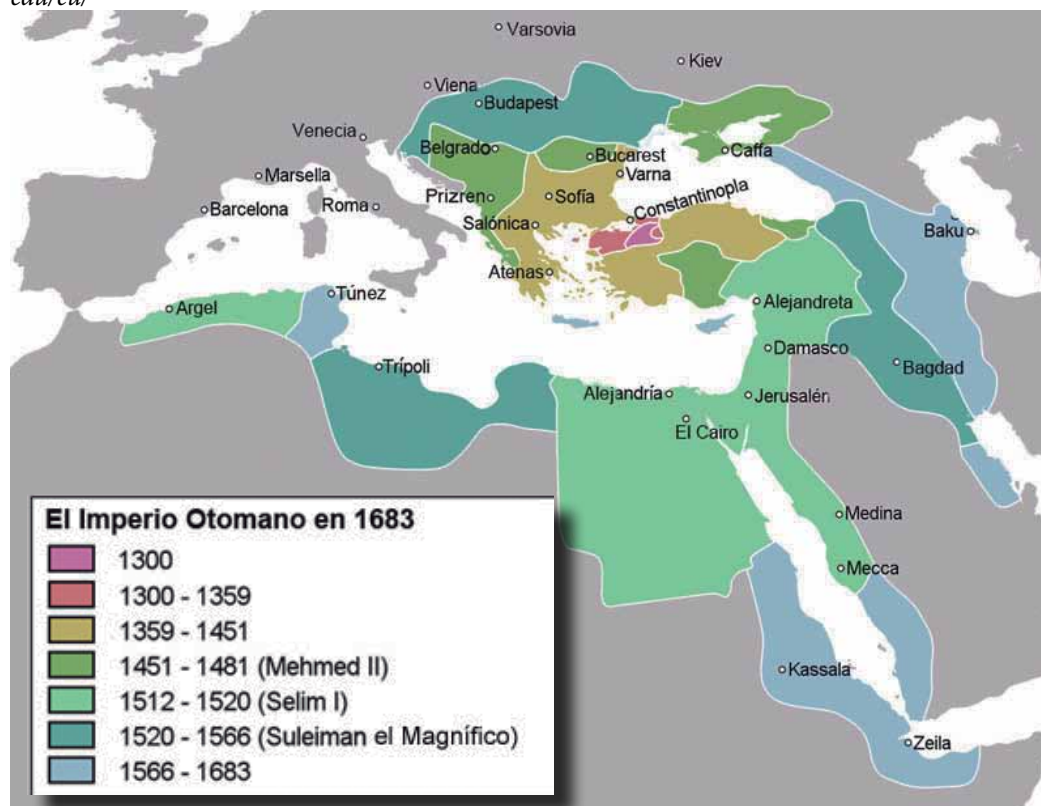 edu/ca/
Varsovia
Kiev
Viena
Budapest
Venecia
Belgrado
Bucarest
Caffa
Marsella
Varna
Prizren
Sofía
Constantinopla
Barcelona
Roma
Salónica
Baku
Atenas
Argel
Túnez
Alejandreta
Trípoli
Damasco
Bagdad
Alejandría
Jerusalén
El Cairo
Medina
Mecca
Kassala
Zeila
El Imperio Otomano en 1683
1300
1300 - 1359
1359 - 1451
1451 - 1481 (Mehmed II)
1512 - 1520 (Selim I)
1520 - 1566 (Suleiman el Magnífico)
1566 - 1683